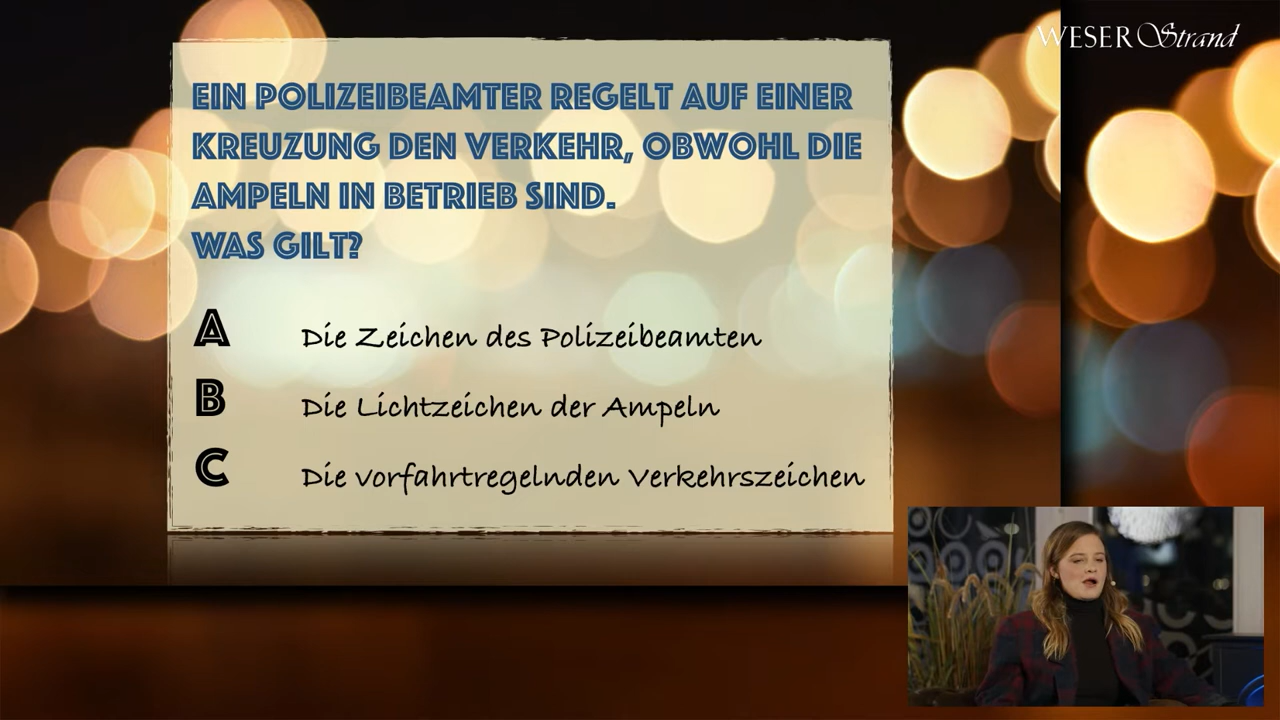 WESER Strand
EIN POLIZEIBEAMTER REGELT AUF EINER
KREUZUNG DEN VERKEHR, OBWOHL DIE
AMPELN IN BETRIEB SIND.
WAS GILT?
A Die Zeichen des Polizeibeamten
B Die Lichtzeichen der Ampeln
C Die vorfahrtregelnden Verkehrszeichen